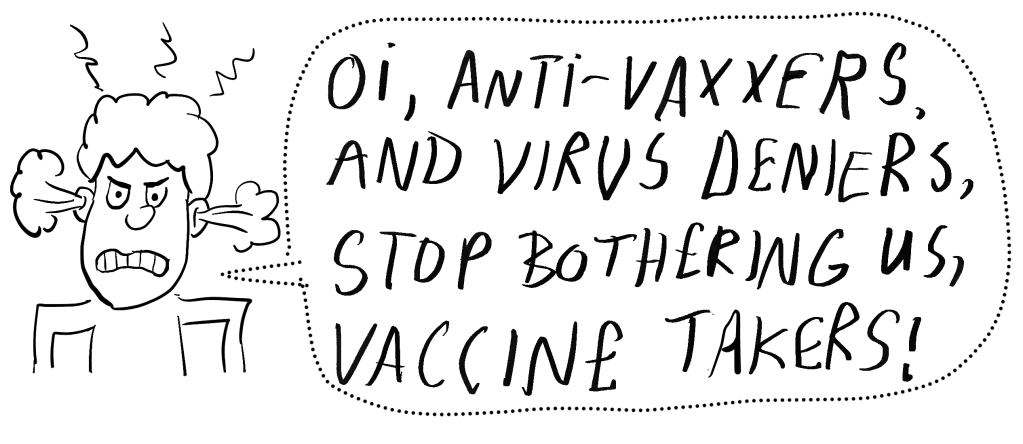 Oi, ANTi-VAXXERS,
AND VIRUS DENIERS,
STOP BOTHERING US,
VACCINE TAKERS!